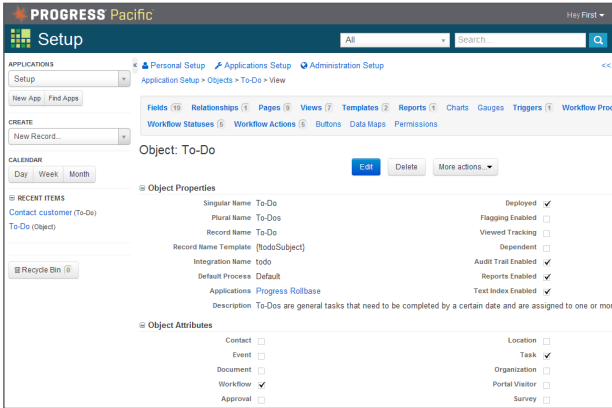 PROGRESS Pacific
Hey First
Setup
All
Search...
APPLICATIONS
Setup
New App Find Apps
CREATE
New Record...
CALENDAR
Day Week Month
RECENT ITEMS
Contact customer (To-Do)
To-Do (Object)
Recycle Bin 0
« Personal Setup Applications Setup Administration Setup <<
Application Setup > Objects > To-Do > View
Fields 19 Relationships 1 Pages 9 Views 7 Templates 2 Reports 1 Charts Gauges Triggers 1 Workflow Proc
Workflow Statuses 5 Workflow Actions 5 Buttons Data Maps Permissions
Object: To-Do
Edit Delete More actions...
Object Properties
Singular Name To-Do Deployed
Plural Name To-Dos Flagging Enabled
Record Name To-Do Viewed Tracking
Record Name Template {!todoSubject} Dependent
Integration Name todo Audit Trail Enabled
Default Process Default Reports Enabled
Applications Progress Rollbase Text Index Enabled
Description To-Dos are general tasks that need to be completed by a certain date and are assigned to one or mor
Object Attributes
Contact Location
Event Task
Document Organization
Workflow Portal Visitor
Approval Survey